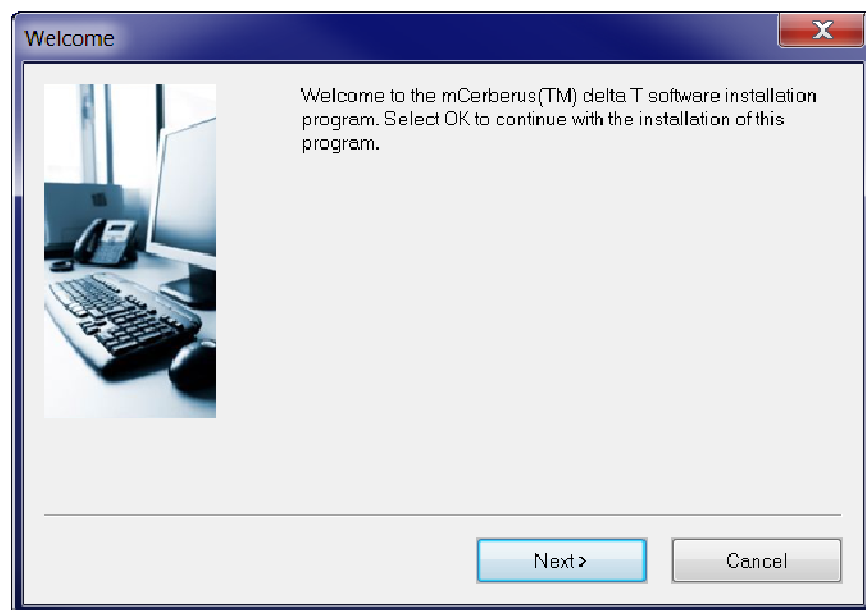 Welcome
Welcome to the mCerberus(TM) delta T software installation
program. Select OK to continue with the installation of this
program.
Next >
Cancel